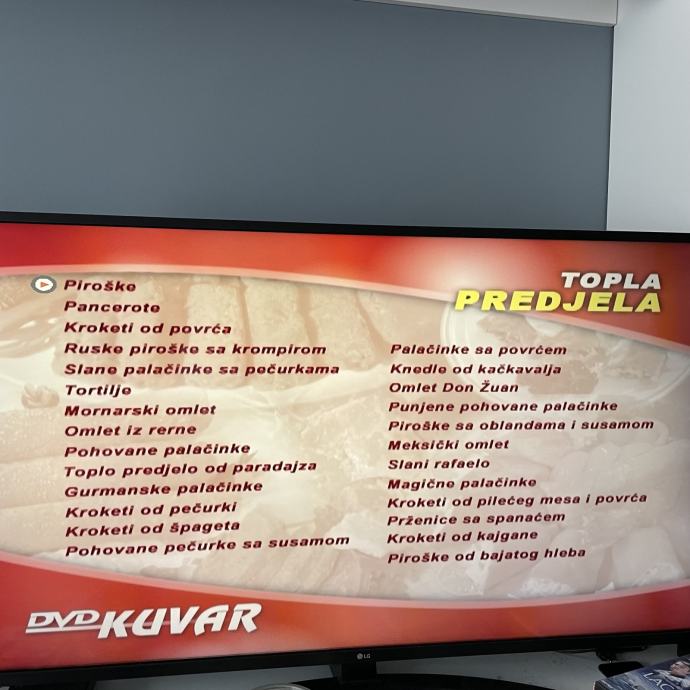 TOPLA
PREDJELA
Piroške
Pancerote
Kroketi od povrća
Ruske piroške sa krompirom
Slane palačinke sa pečurkama
Tortilje
Mornarski omlet
Omlet iz rerne
Pohovane palačinke
Toplo predjelo od paradajza
Gurmanske palačinke
Kroketi od pečurki
Kroketi od špageta
Pohovane pečurke sa susamom
Palačinke sa povrćem
Knedle od kačkavalja
Omlet Don Žuan
Punjene pohovane palačinke
Piroške sa oblandama i susamom
Meksički omlet
Slani rafaelo
Magične palačinke
Kroketi od pilećeg mesa i povrća
Prženice sa spanaćem
Kroketi od kajgane
Piroške od bajatog hleba
DVD KUVAR
LG